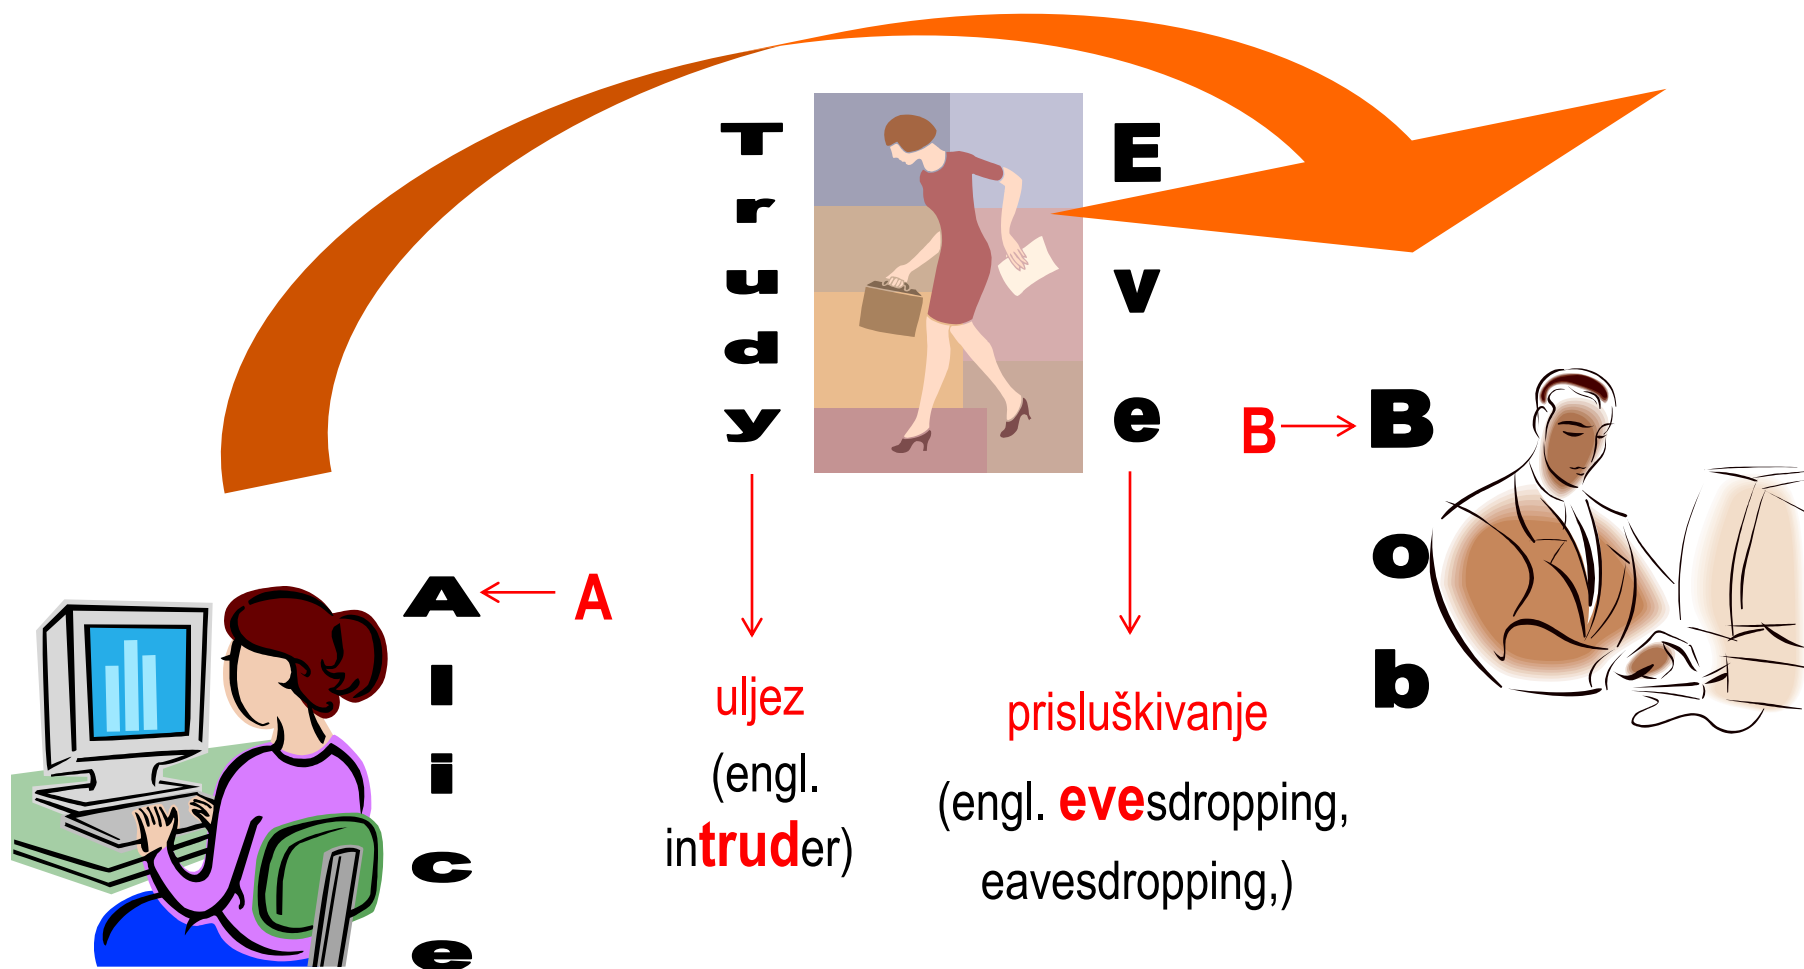 Trudy
Eve
B
Bob
Alice
A
uljez
(engl.
intruder)
prisluškivanje
(engl. evesdropping,
eavesdropping,)